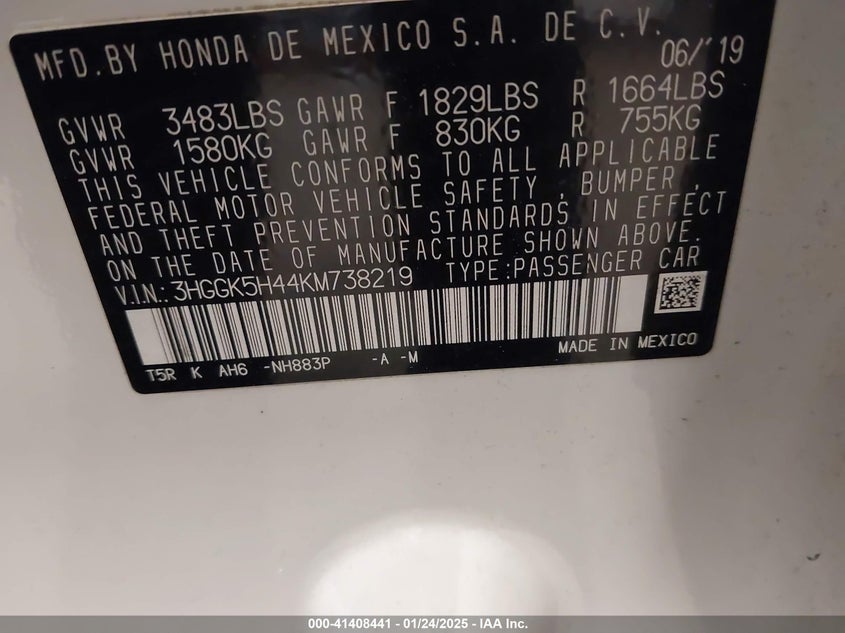 MFD.BY HONDA DE MEXICO S.A. DE C.V.
06/'19
GVWR 3483LBS GAWR F 1829LBS R 1664LBS
GVWR 1580KG GAWR F 830KG R 755KG
THIS VEHICLE CONFORMS TO ALL APPLICABLE
FEDERAL MOTOR VEHICLE SAFETY, BUMPER,
AND THEFT PREVENTION STANDARDS IN EFFECT
ON THE DATE OF MANUFACTURE SHOWN ABOVE.
V.I.N.: 3HGGK5H44KM738219 TYPE:PASSENGER CAR
T5R K AH6 -NH883P -A -M MADE IN MEXICO
000-41408441 - 01/24/2025 - IAA Inc.